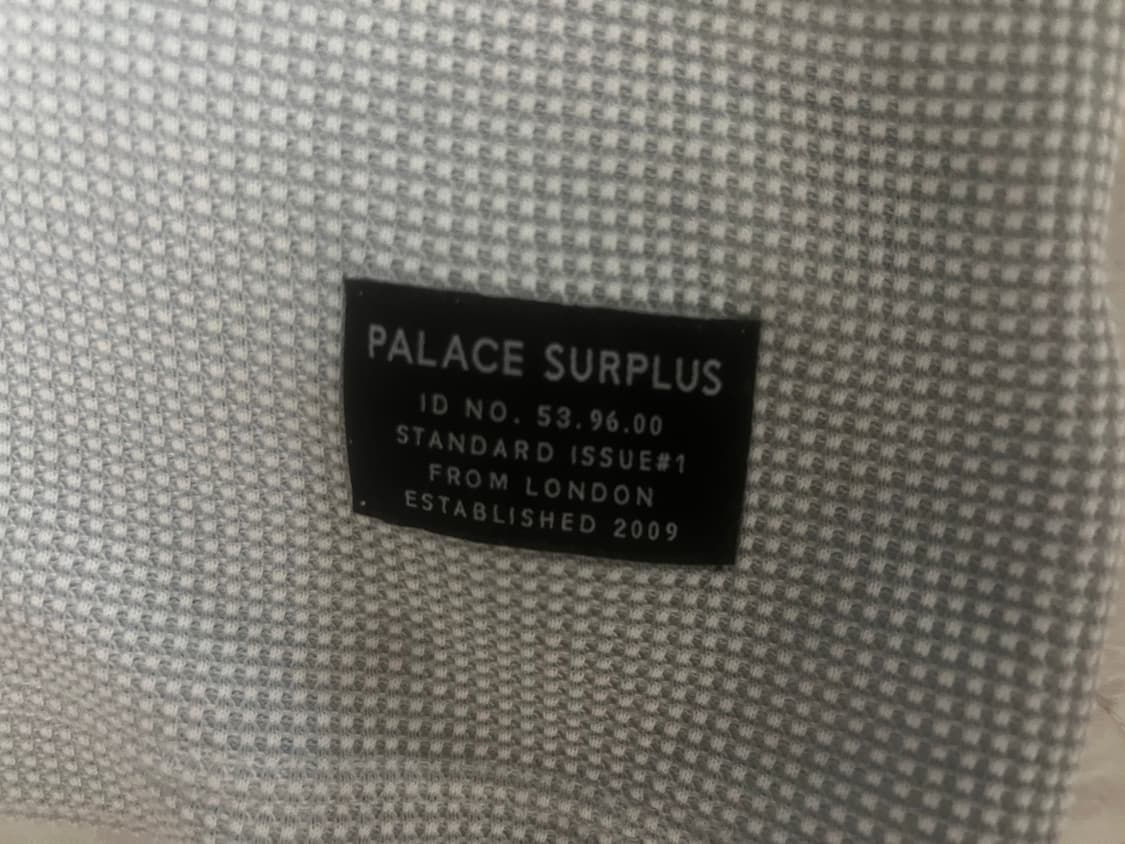 PALACE SURPLUS
ID NO. 53.96.00
STANDARD ISSUE#1
FROM LONDON
ESTABLISHED 2009